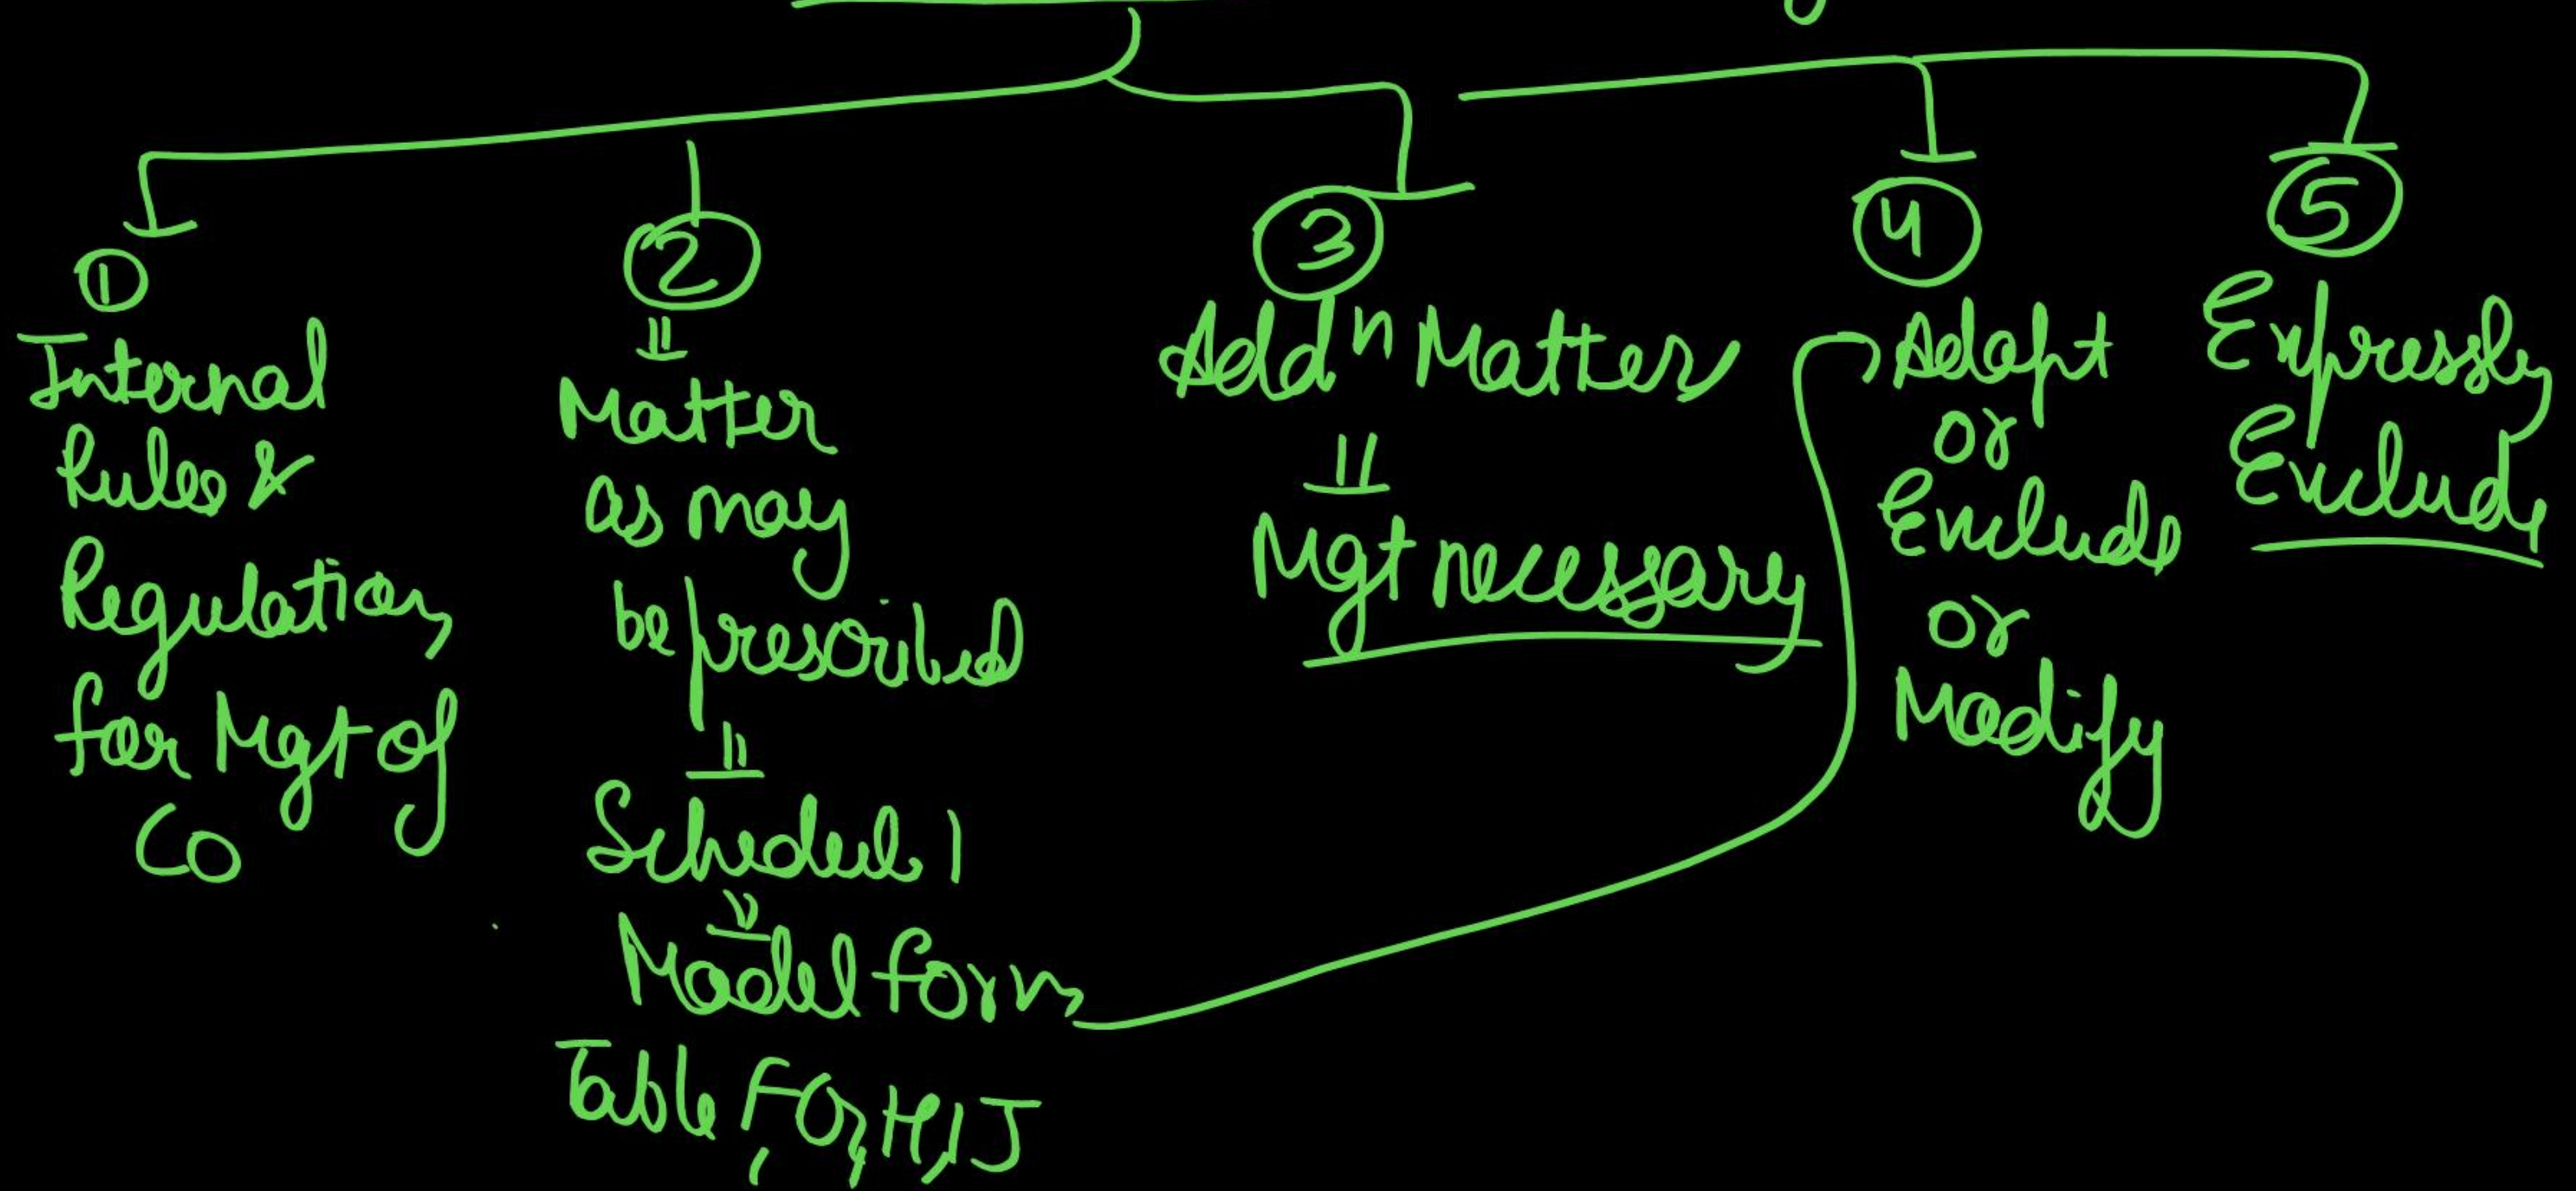 ①
Internal
Rules &
Regulation
for Mgt of
Co
②
Matter
as may
be prescribed
Schedule 1
Model form
Table F, G, H, I J
③
Addn Matter
Mgt necessary
④
Adopt
or
Exclude
or
Modify
⑤
Expressly
Exclude